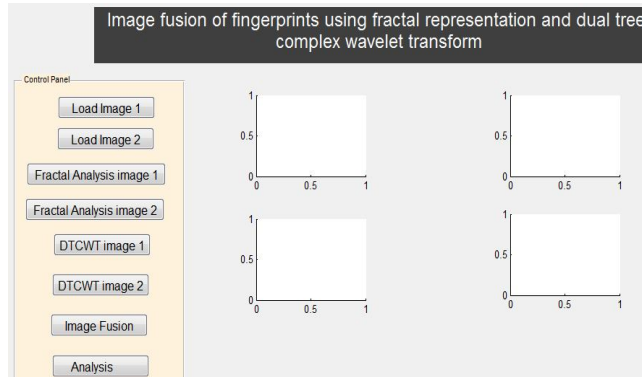 Image fusion of fingerprints using fractal representation and dual tree
complex wavelet transform
Control Panel
Load Image 1
Load Image 2
Fractal Analysis image 1
Fractal Analysis image 2
DTCWT image 1
DTCWT image 2
Image Fusion
Analysis
1
0.5
0
0 0.5 1
1
0.5
0
0 0.5 1
1
0.5
0
0 0.5 1
1
0.5
0
0 0.5 1